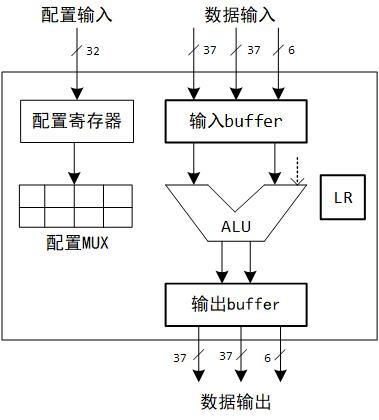 配置输入
数据输入
32
37
37
6
配置寄存器
输入buffer
ALU
LR
配置MUX
输出buffer
37
37
6
数据输出